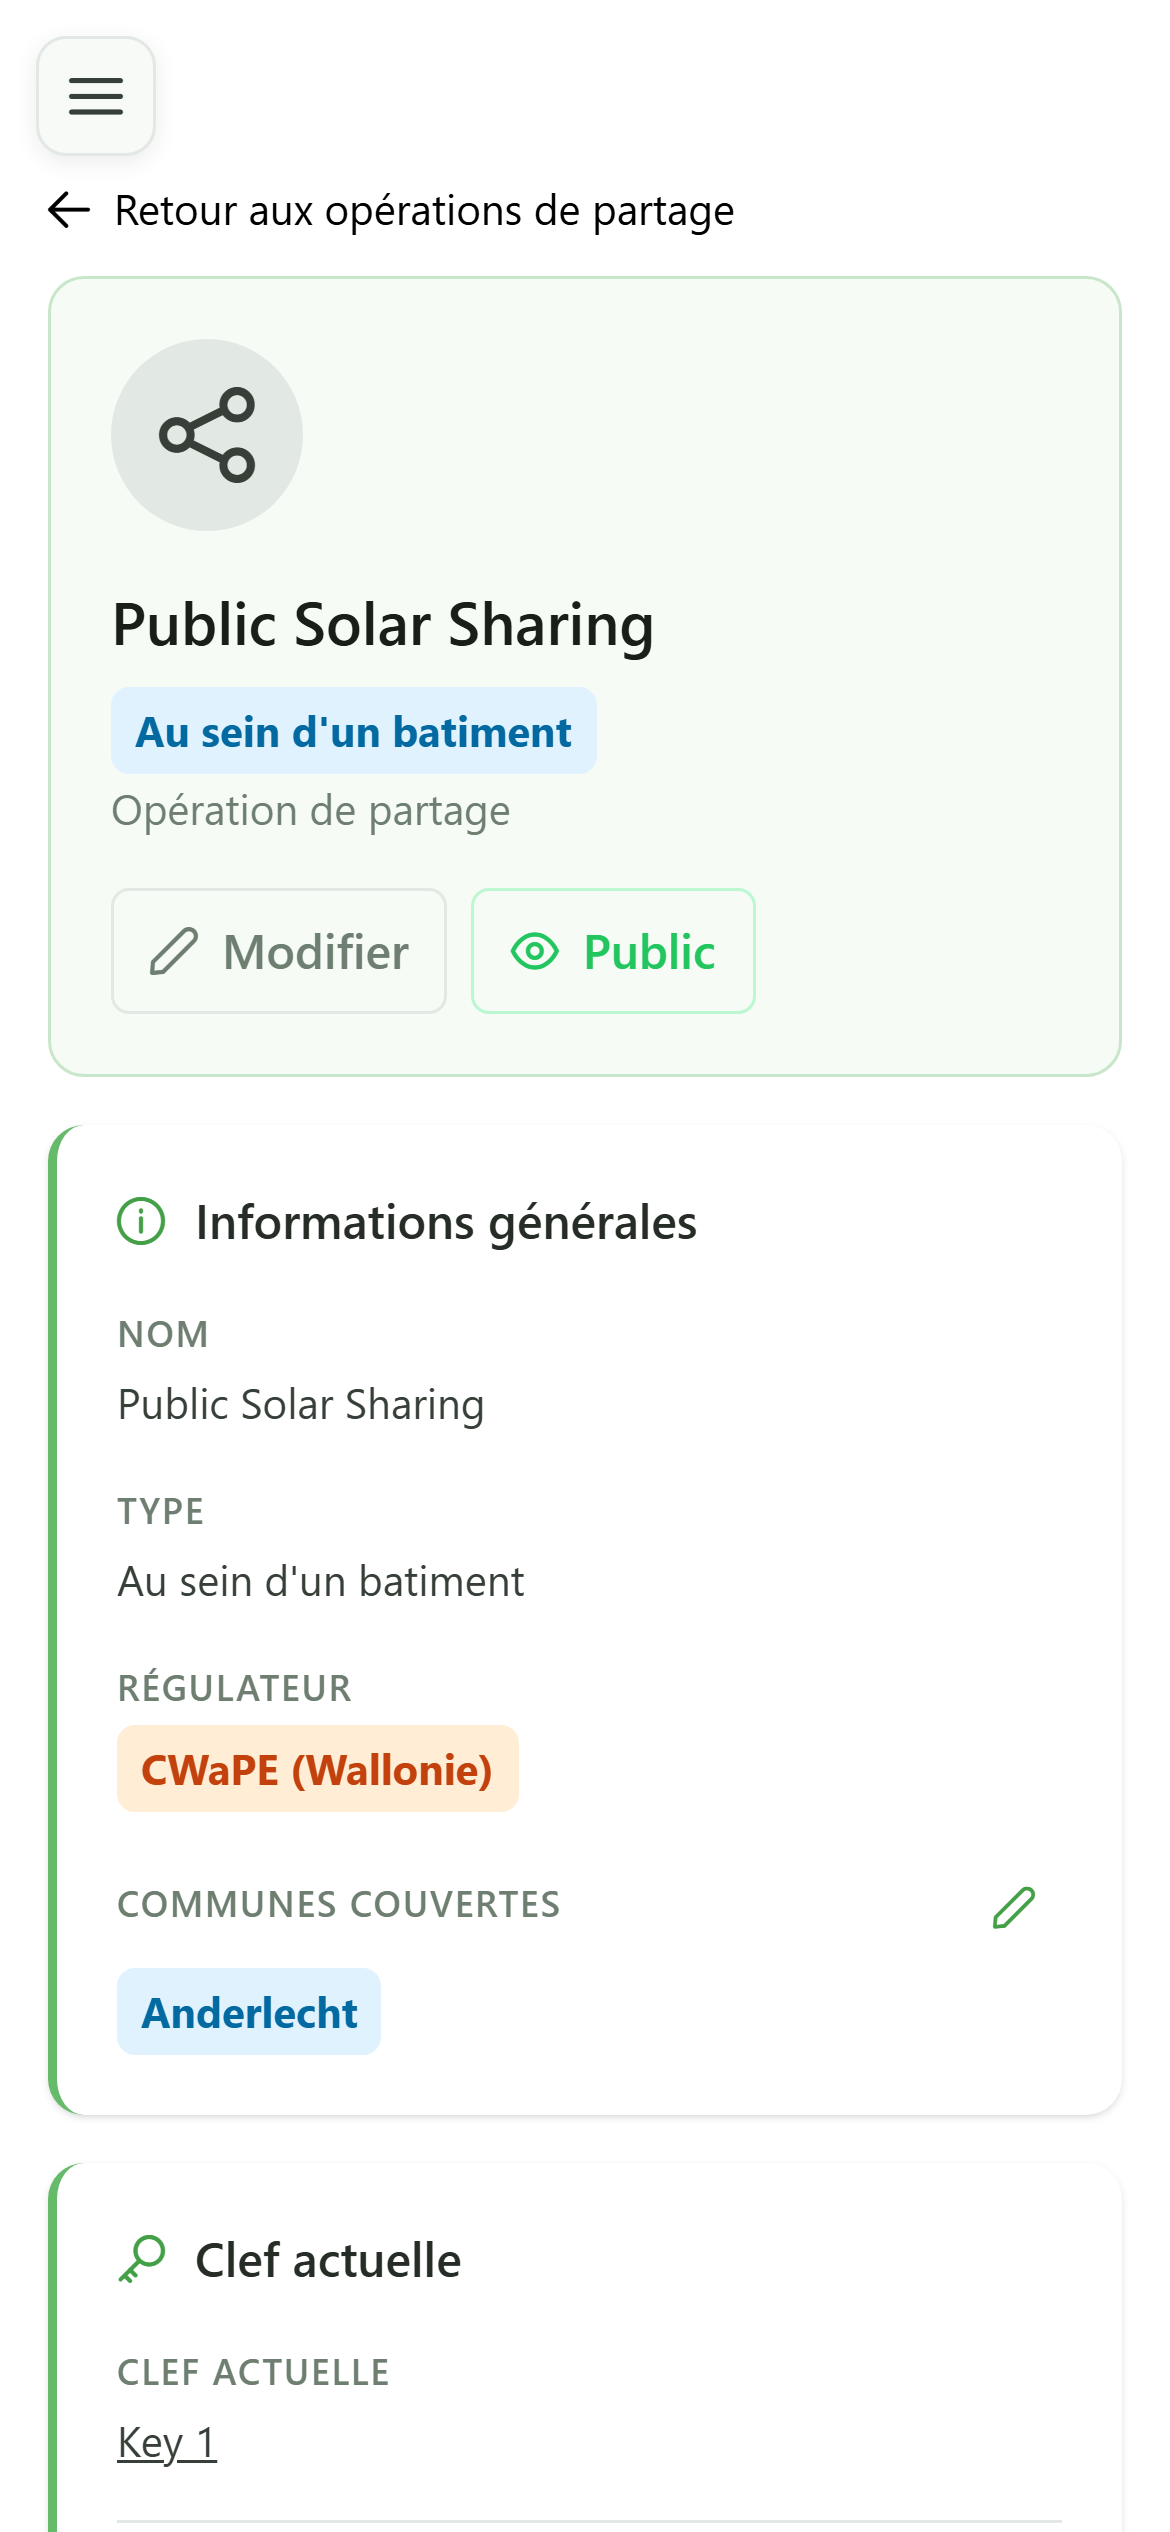 Retour aux opérations de partage
Public Solar Sharing
Au sein d'un batiment
Opération de partage
Modifier
Public
Informations générales
NOM
Public Solar Sharing
TYPE
Au sein d'un batiment
RÉGULATEUR
CWaPE (Wallonie)
COMMUNES COUVERTES
Anderlecht
Clef actuelle
CLEF ACTUELLE
Key 1